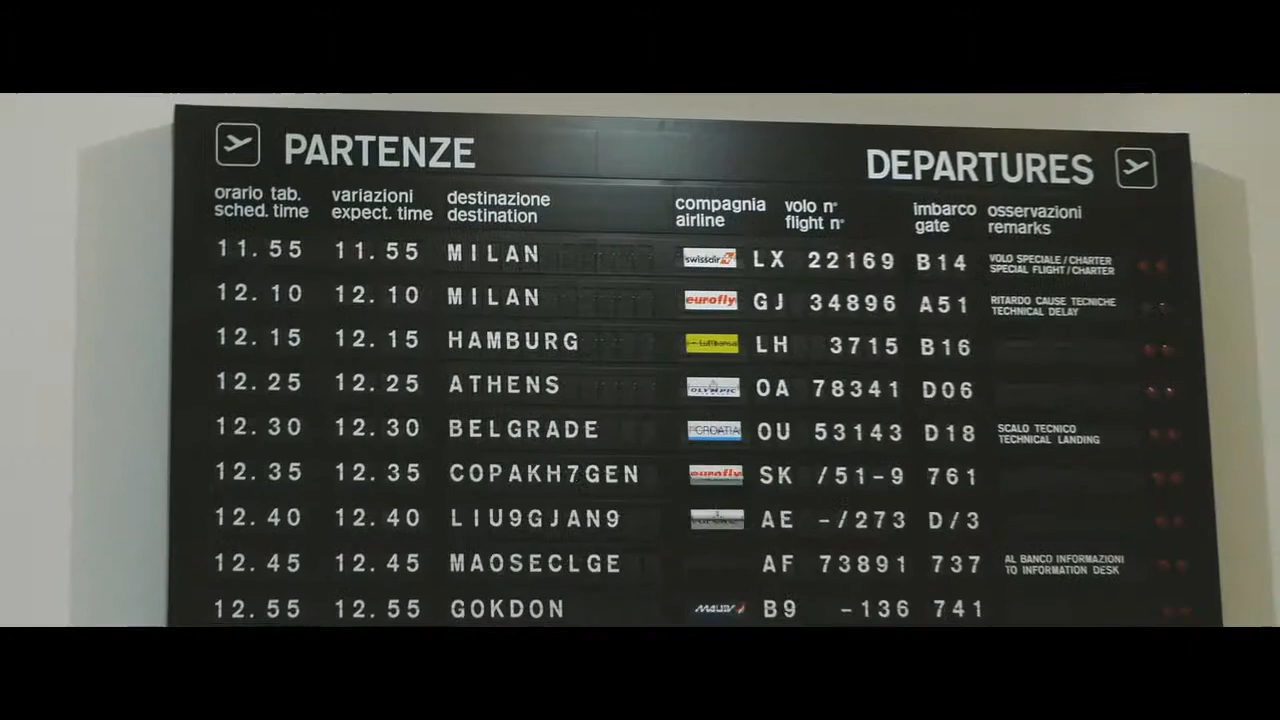 PARTENZE DEPARTURES
orario tab. variazioni destinazione compagnia volo n° imbarco osservazioni
sched. time expect. time destination airline flight n° gate remarks
11.55 11.55 MILAN swissair LX 22169 B14 VOLO SPECIALE/CHARTER
SPECIAL FLIGHT/CHARTER
12.10 12.10 MILAN eurofly GJ 34896 A51 RITARDO CAUSE TECNICHE
TECHNICAL DELAY
12.15 12.15 HAMBURG Lufthansa LH 3715 B16
12.25 12.25 ATHENS OLYMPIC OA 78341 D06
12.30 12.30 BELGRADE CROATIA OU 53143 D18 SCALO TECNICO
TECHNICAL LANDING
12.35 12.35 COPAKH7GEN eurofly SK /51-9 761
12.40 12.40 LIU9GJAN9 AE -/273 D/3
12.45 12.45 MAOSECLGE AF 73891 737 AL BANCO INFORMAZIONI
TO INFORMATION DESK
12.55 12.55 GOKDON B9 -136 741